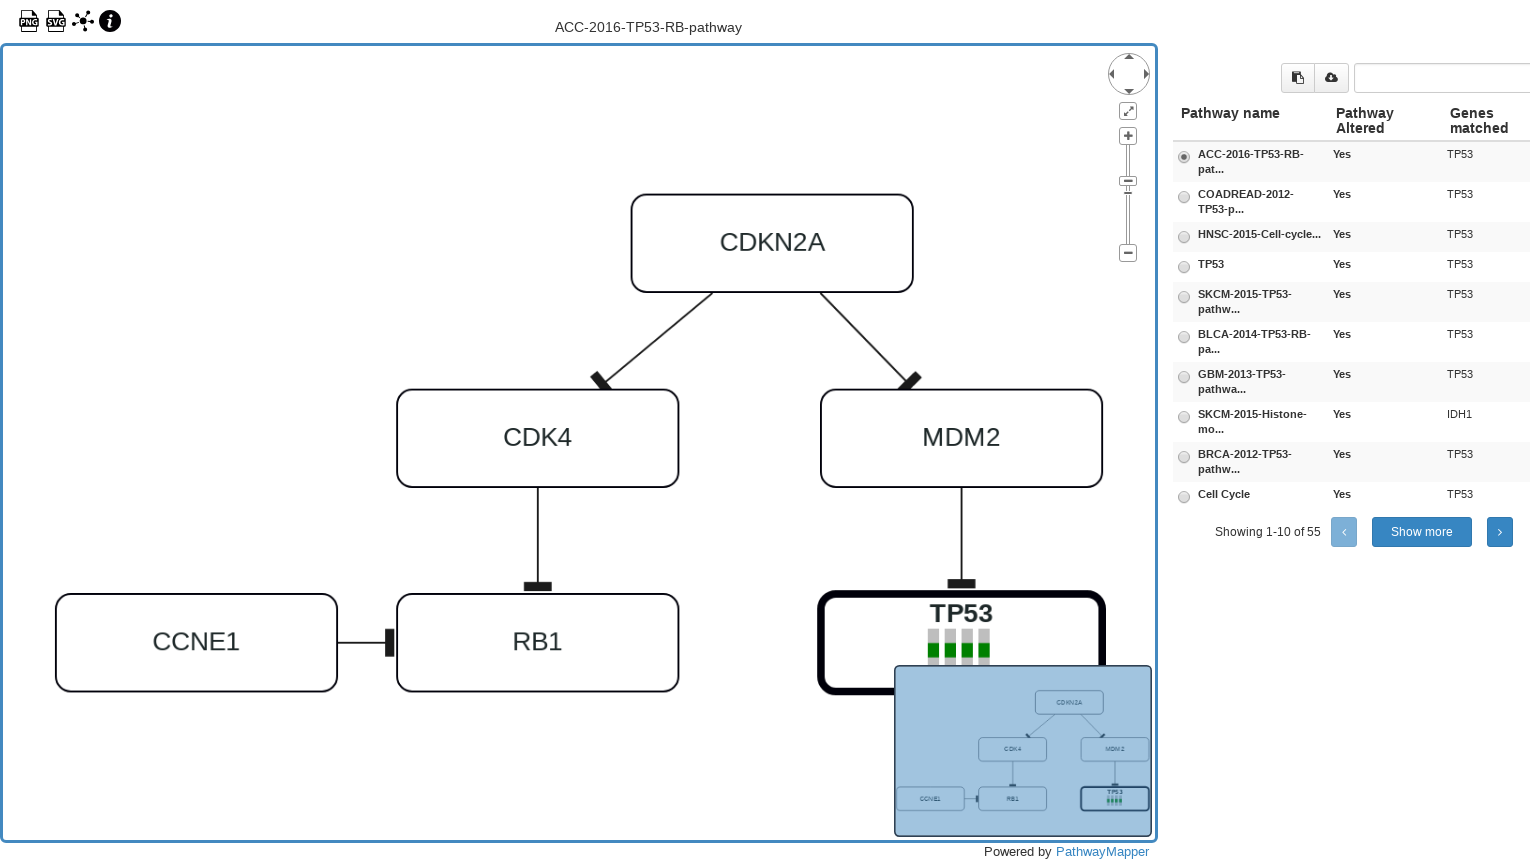 PNG SVG
ACC-2016-TP53-RB-pathway
CDKN2A
CDK4
MDM2
CCNE1
RB1
TP53
CDKN2A
CDK4
MDM2
CCNE1
RB1
TP53
Powered by PathwayMapper
Pathway name Pathway Altered Genes matched
ACC-2016-TP53-RB-pat... Yes TP53
COADREAD-2012-TP53-p... Yes TP53
HNSC-2015-Cell-cycle... Yes TP53
TP53 Yes TP53
SKCM-2015-TP53-pathw... Yes TP53
BLCA-2014-TP53-RB-pa... Yes TP53
GBM-2013-TP53-pathwa... Yes TP53
SKCM-2015-Histone-mo... Yes IDH1
BRCA-2012-TP53-pathw... Yes TP53
Cell Cycle Yes TP53
Showing 1-10 of 55 Show more